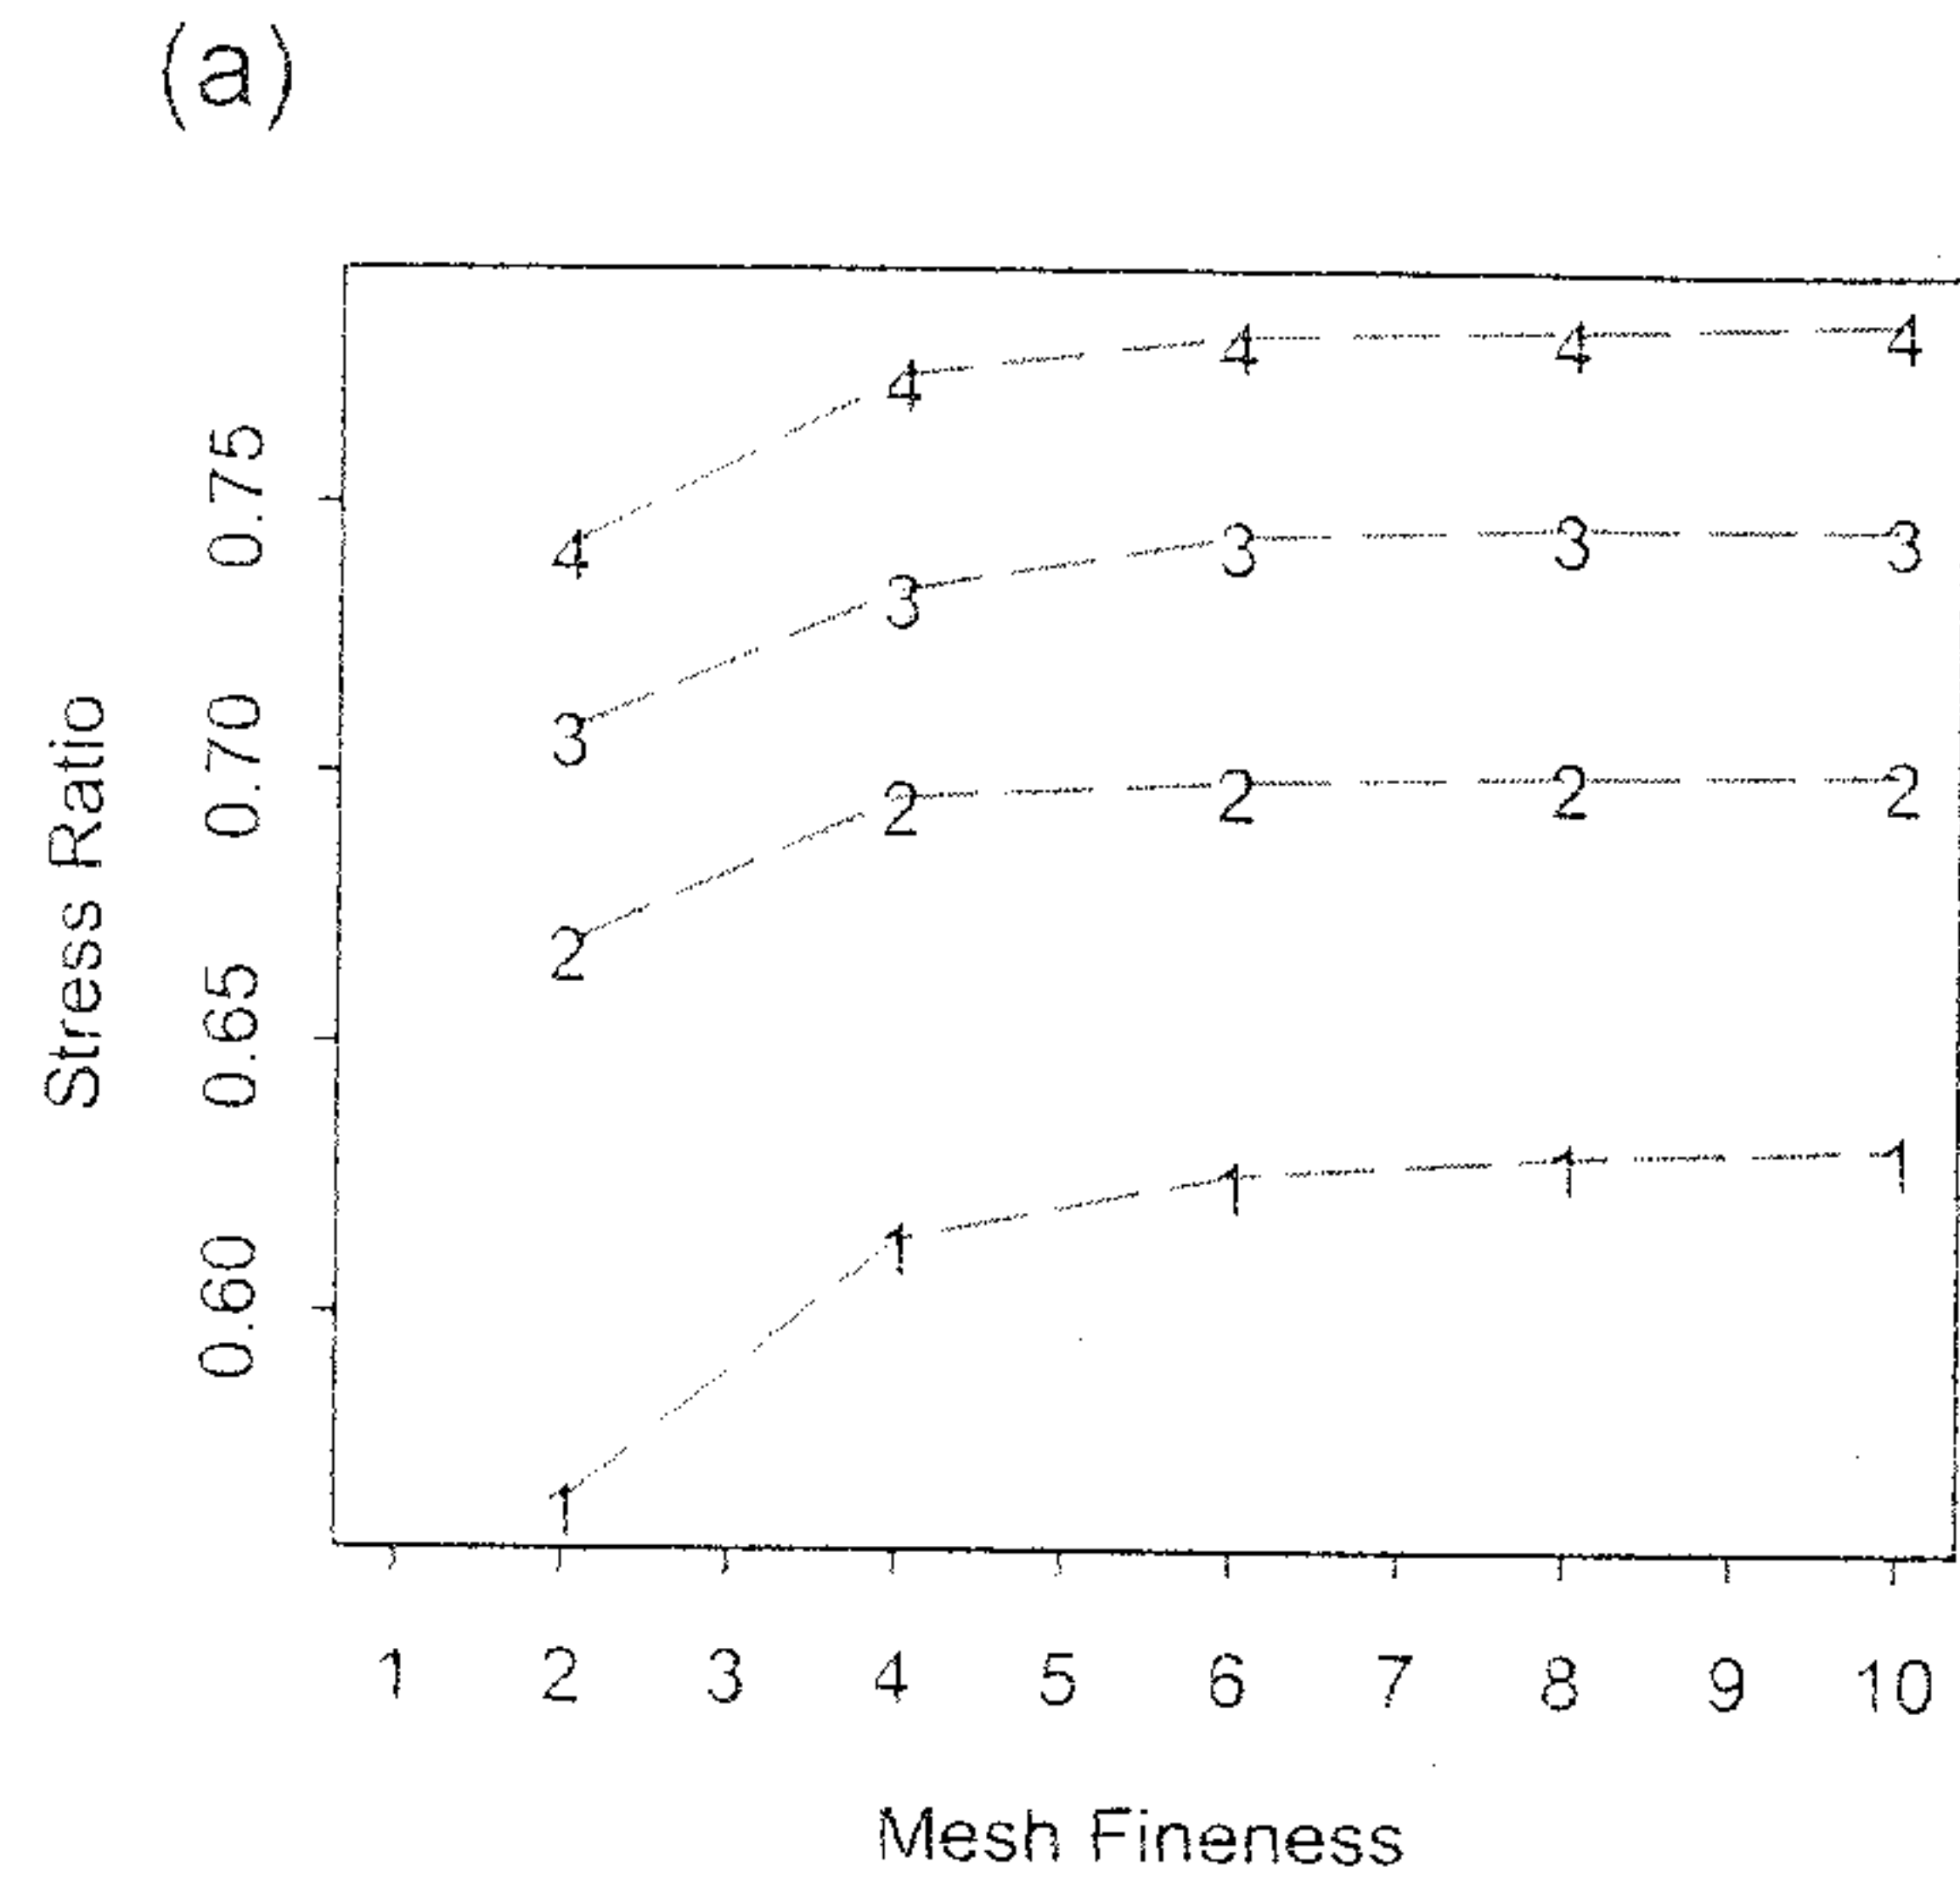 (a)
Stress Ratio
0.75
0.70
0.65
0.60
4 4 4 4 4
3 3 3 3 3
2 2 2 2 2
1 1 1 1 1
1 2 3 4 5 6 7 8 9 10
Mesh Fineness